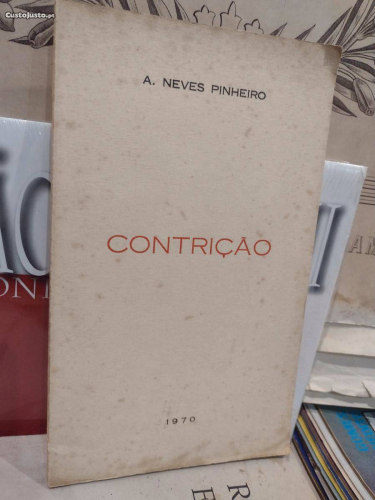 CustoJusto.pt
A. NEVES PINHEIRO
CONTRIÇÃO
1970